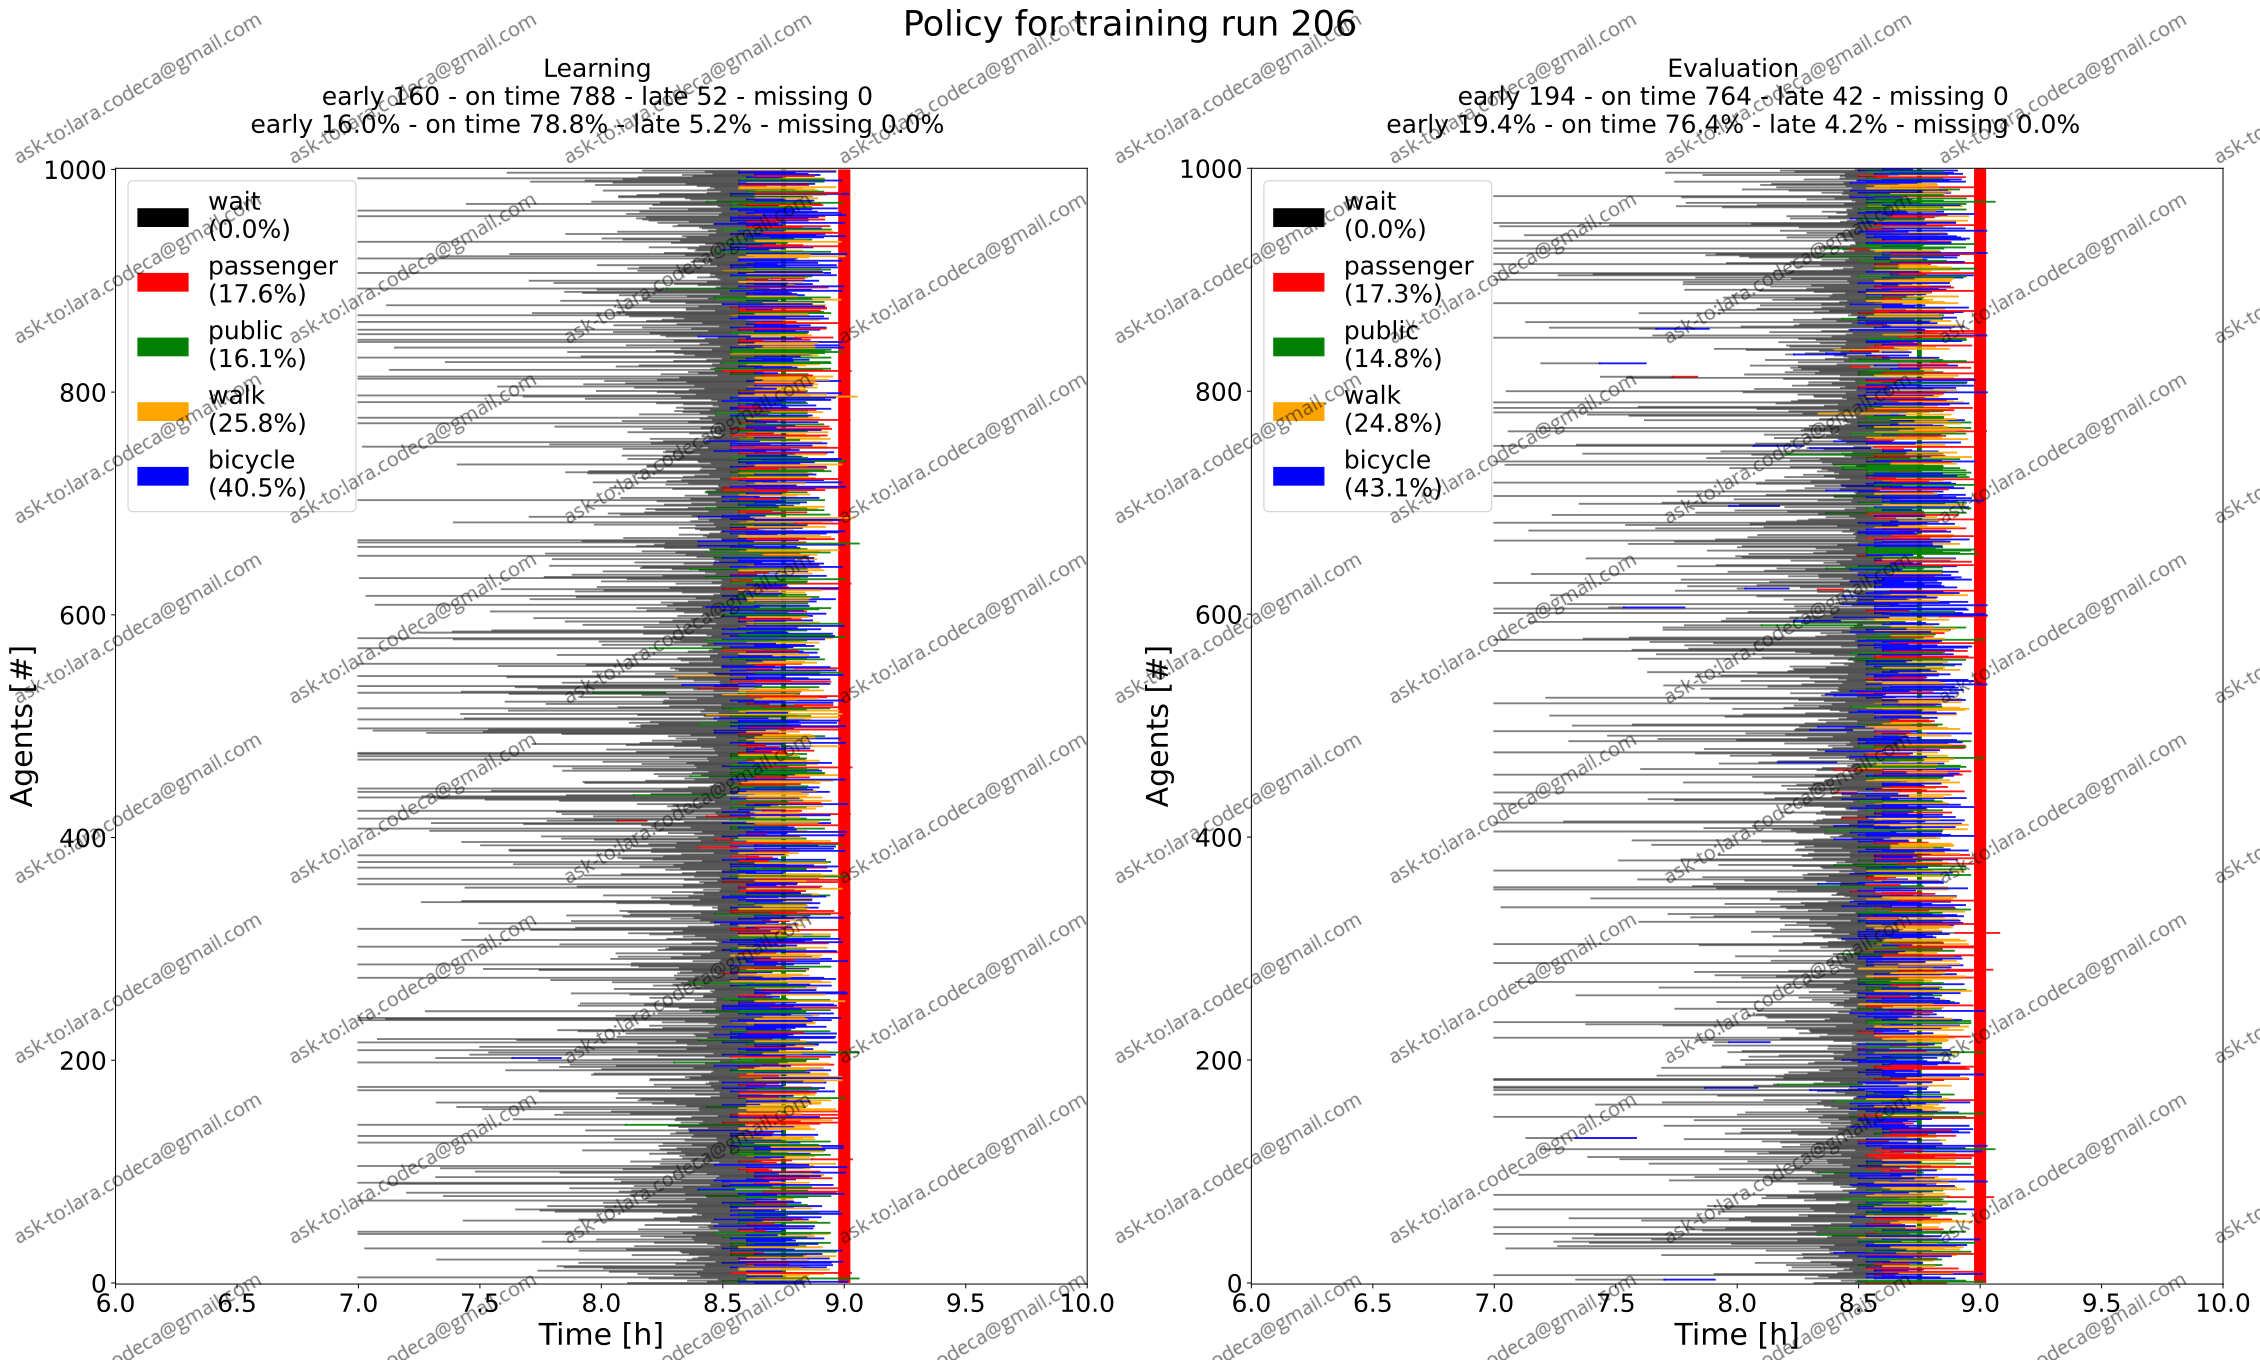 Policy for training run 206
Learning
early 160 - on time 788 - late 52 - missing 0
early 16.0% - on time 78.8% - late 5.2% - missing 0.0%
wait
(0.0%)
passenger
(17.6%)
public
(16.1%)
walk
(25.8%)
bicycle
(40.5%)
1000
800
600
400
200
0
Agents [#]
6.0 6.5 7.0 7.5 8.0 8.5 9.0 9.5 10.0
Time [h]
Evaluation
early 194 - on time 764 - late 42 - missing 0
early 19.4% - on time 76.4% - late 4.2% - missing 0.0%
wait
(0.0%)
passenger
(17.3%)
public
(14.8%)
walk
(24.8%)
bicycle
(43.1%)
1000
800
600
400
200
0
Agents [#]
6.0 6.5 7.0 7.5 8.0 8.5 9.0 9.5 10.0
Time [h]
ask-to:lara.codeca@gmail.com